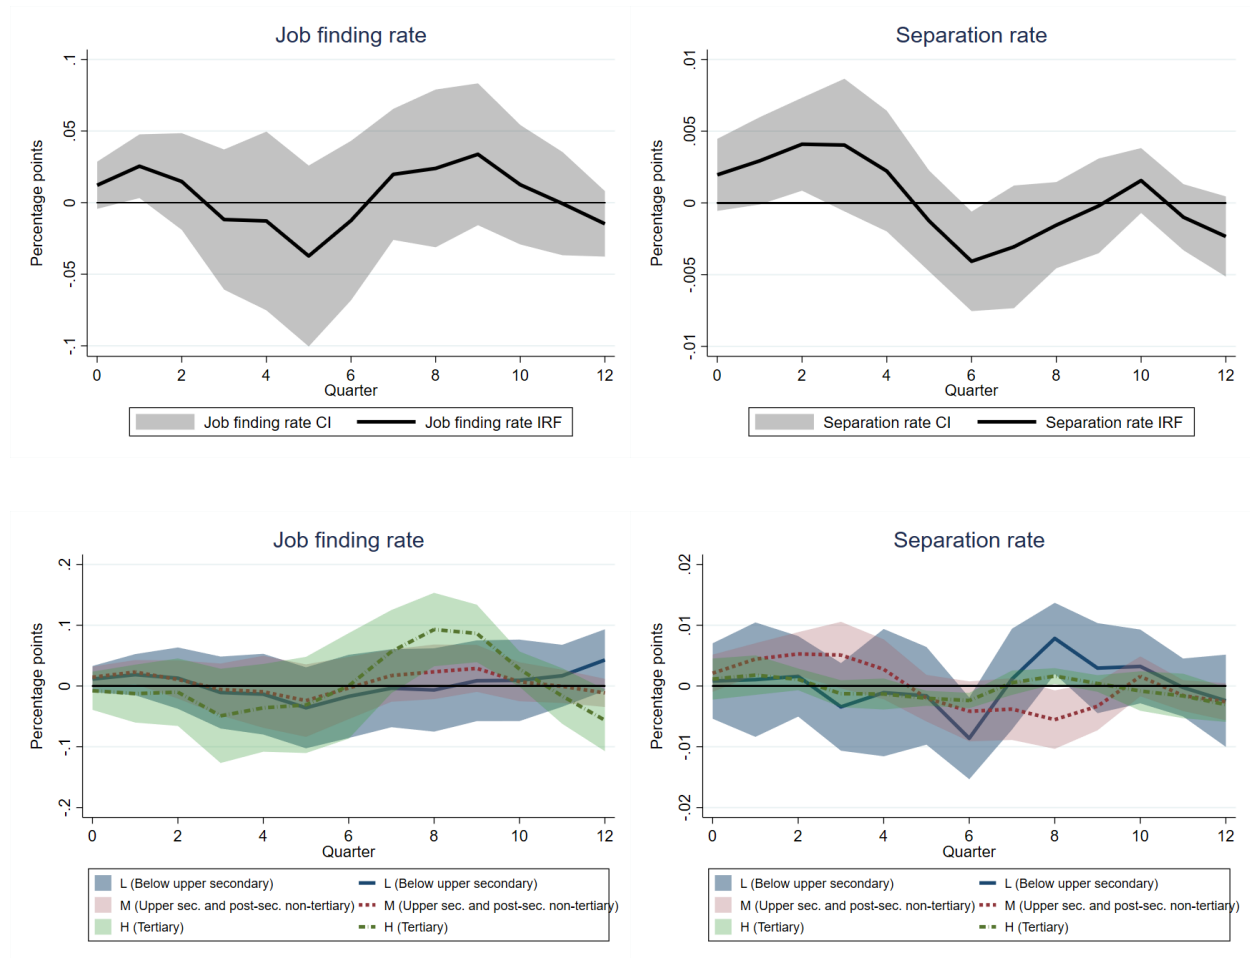 Job finding rate
Percentage points
.1
.05
0
-.05
-.1
0 2 4 6 8 10 12
Quarter
Job finding rate CI Job finding rate IRF
Separation rate
Percentage points
.01
.005
0
-.005
-.01
0 2 4 6 8 10 12
Quarter
Separation rate CI Separation rate IRF
Job finding rate
Percentage points
.2
.1
0
-.1
-.2
0 2 4 6 8 10 12
Quarter
L (Below upper secondary) L (Below upper secondary)
M (Upper sec. and post-sec. non-tertiary) M (Upper sec. and post-sec. non-tertiary)
H (Tertiary) H (Tertiary)
Separation rate
Percentage points
.02
.01
0
-.01
-.02
0 2 4 6 8 10 12
Quarter
L (Below upper secondary) L (Below upper secondary)
M (Upper sec. and post-sec. non-tertiary) M (Upper sec. and post-sec. non-tertiary)
H (Tertiary) H (Tertiary)